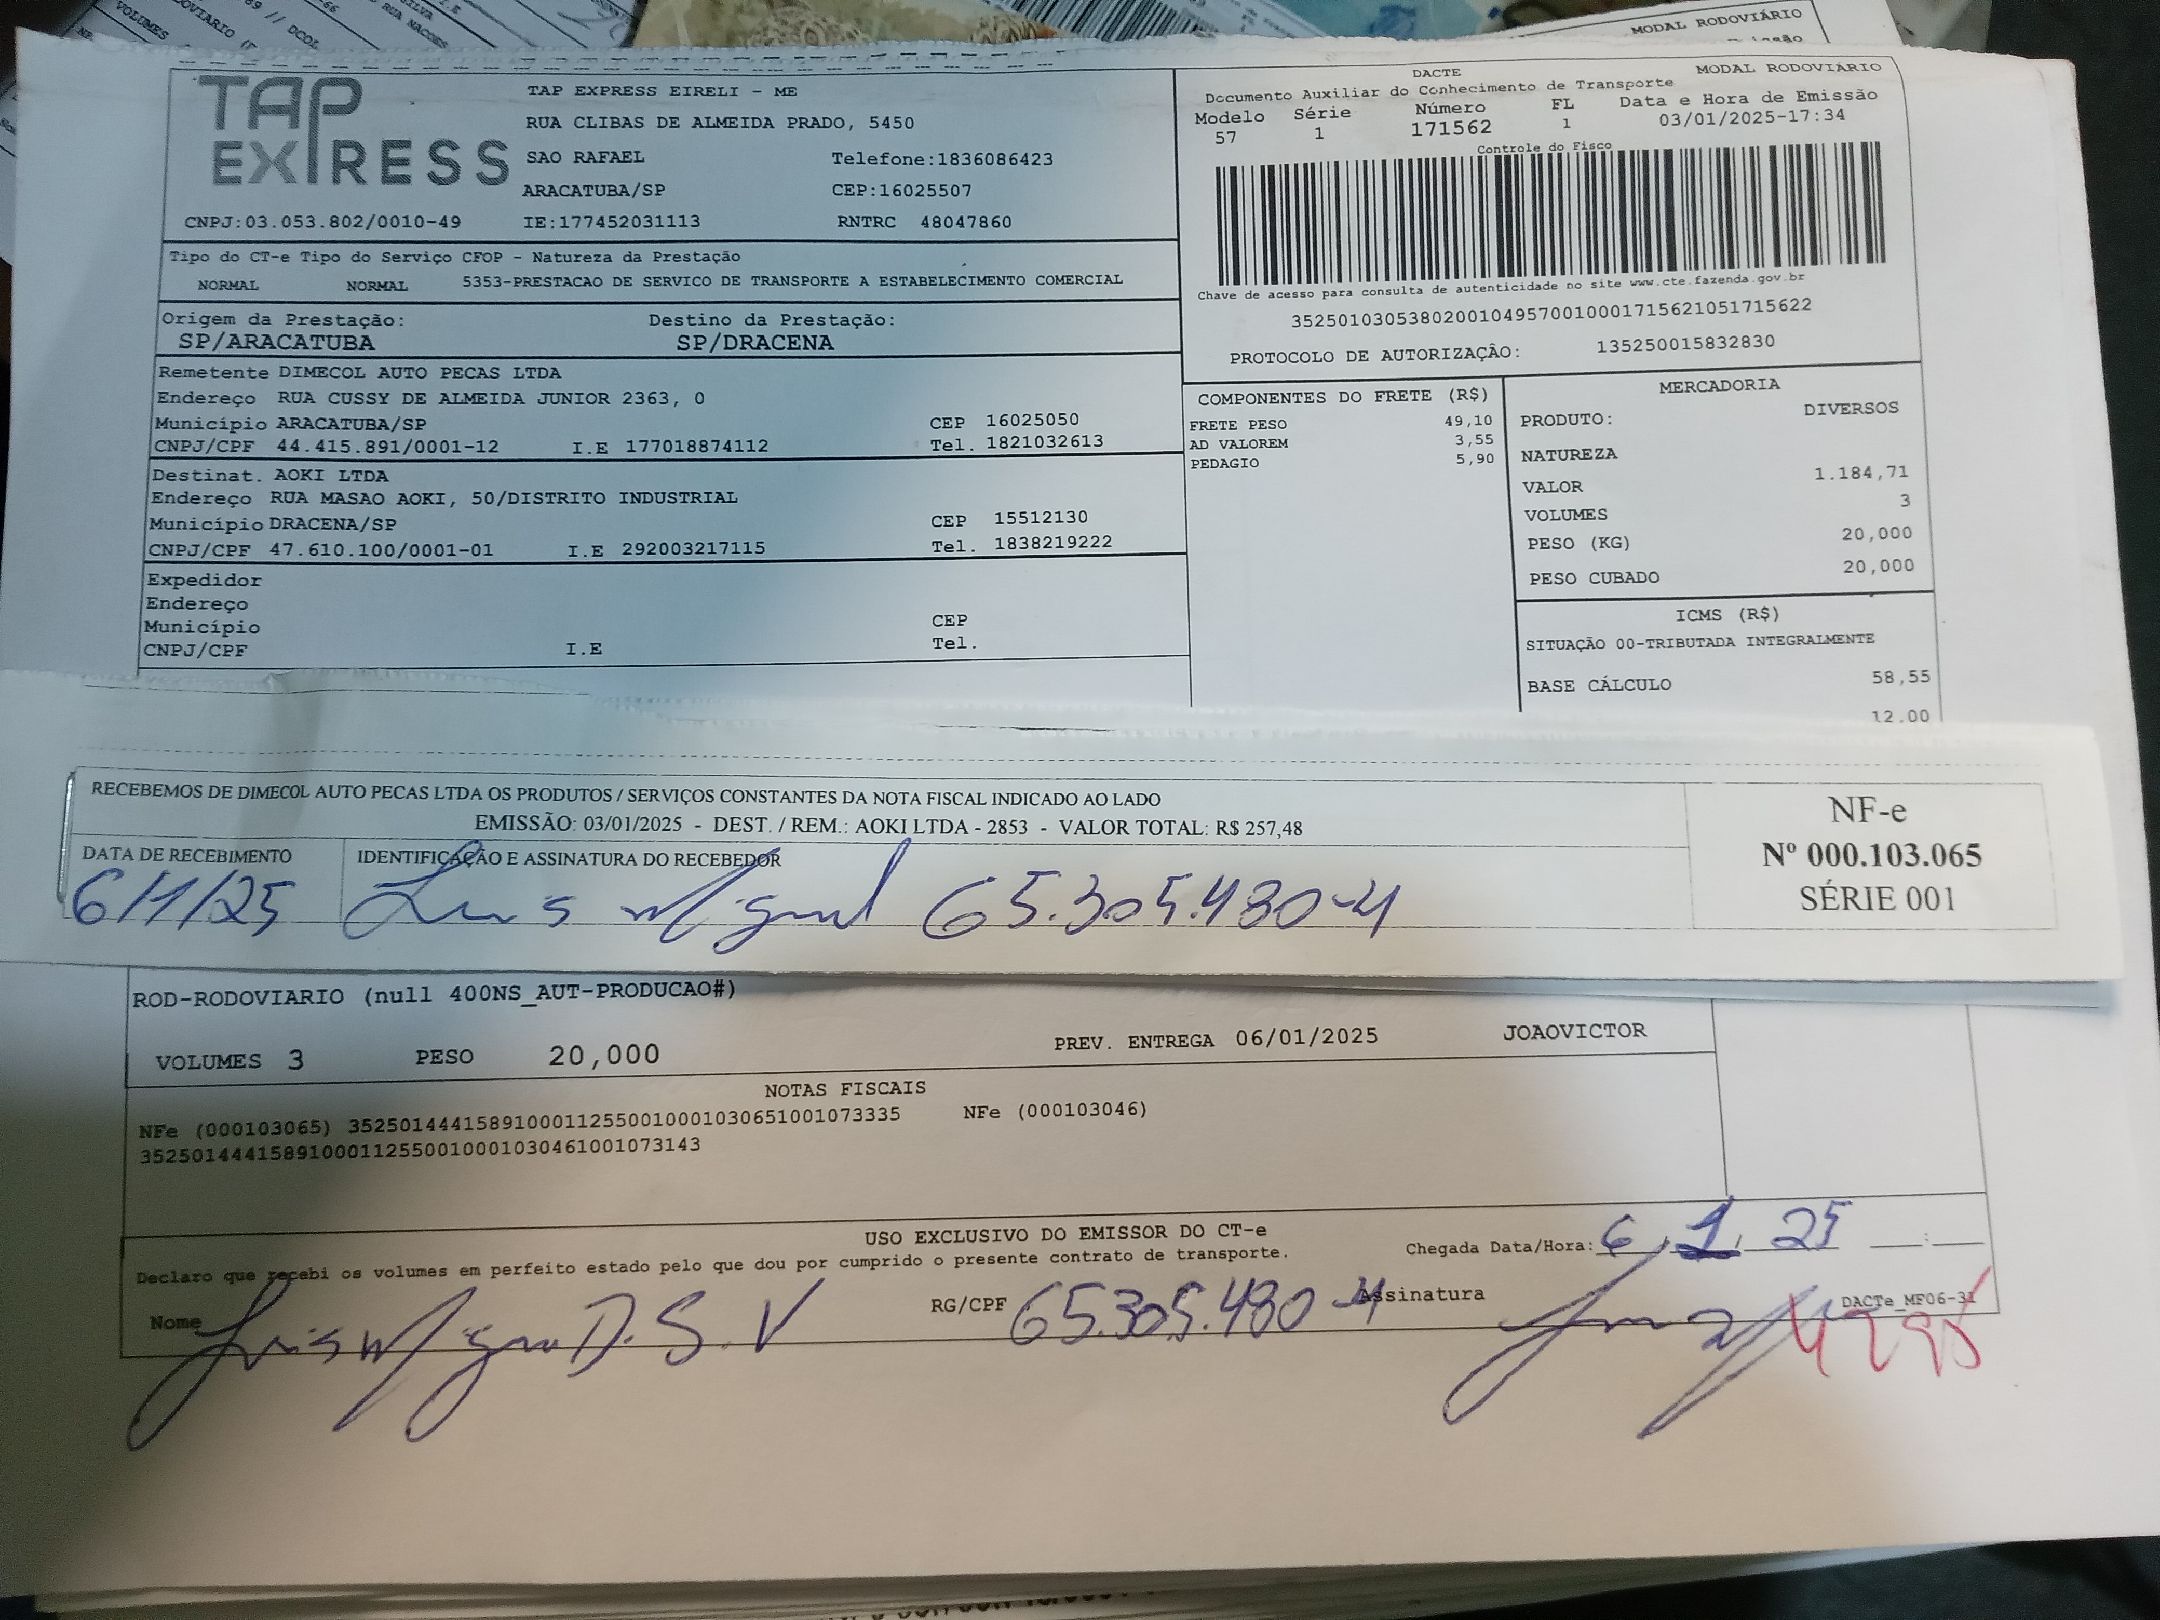 TAP EXPRESS
TAP EXPRESS EIRELI - ME
RUA CLIBAS DE ALMEIDA PRADO, 5450
SAO RAFAEL Telefone:1836086423
ARACATUBA/SP CEP:16025507
CNPJ:03.053.802/0010-49 IE:177452031113 RNTRC 48047860
Tipo do CT-e Tipo do Serviço CFOP - Natureza da Prestação
NORMAL NORMAL 5353-PRESTACAO DE SERVICO DE TRANSPORTE A ESTABELECIMENTO COMERCIAL
Origem da Prestação: Destino da Prestação:
SP/ARACATUBA SP/DRACENA
Remetente DIMECOL AUTO PECAS LTDA
Endereço RUA CUSSY DE ALMEIDA JUNIOR 2363, 0
Município ARACATUBA/SP CEP 16025050
CNPJ/CPF 44.415.891/0001-12 I.E 177018874112 Tel. 1821032613
Destinat. AOKI LTDA
Endereço RUA MASAO AOKI, 50/DISTRITO INDUSTRIAL
Município DRACENA/SP CEP 15512130
CNPJ/CPF 47.610.100/0001-01 I.E 292003217115 Tel. 1838219222
Expedidor
Endereço
Município CEP
CNPJ/CPF I.E Tel.
MODAL RODOVIÁRIO
DACTE MODAL RODOVIÁRIO
Documento Auxiliar do Conhecimento de Transporte
Modelo Série Número FL Data e Hora de Emissão
57 1 171562 1 03/01/2025-17:34
Controle do Fisco
Chave de acesso para consulta de autenticidade no site www.cte.fazenda.gov.br
35250103053802001049570010001715621051715622
PROTOCOLO DE AUTORIZAÇÃO: 135250015832830
COMPONENTES DO FRETE (R$)
FRETE PESO 49,10
AD VALOREM 3,55
PEDAGIO 5,90
MERCADORIA
PRODUTO: DIVERSOS
NATUREZA
VALOR 1.184,71
VOLUMES 3
PESO (KG) 20,000
PESO CUBADO 20,000
ICMS (R$)
SITUAÇÃO 00-TRIBUTADA INTEGRALMENTE
BASE CÁLCULO 58,55
12.00
RECEBEMOS DE DIMECOL AUTO PECAS LTDA OS PRODUTOS / SERVIÇOS CONSTANTES DA NOTA FISCAL INDICADO AO LADO
EMISSÃO: 03/01/2025 - DEST. / REM.: AOKI LTDA - 2853 - VALOR TOTAL: R$ 257,48
DATA DE RECEBIMENTO IDENTIFICAÇÃO E ASSINATURA DO RECEBEDOR
6/1/25 Luis Miguel 65.305.480-4
NF-e
Nº 000.103.065
SÉRIE 001
ROD-RODOVIARIO (null 400NS_AUT-PRODUCAO#)
VOLUMES 3 PESO 20,000 PREV. ENTREGA 06/01/2025 JOAOVICTOR
NOTAS FISCAIS
NFe (000103065) 35250144415891000112550010001030651001073335 NFe (000103046)
35250144415891000112550010001030461001073143
USO EXCLUSIVO DO EMISSOR DO CT-e
Declaro que recebi os volumes em perfeito estado pelo que dou por cumprido o presente contrato de transporte.
Chegada Data/Hora: 6 1 25 :
Nome Luis Miguel D.S.V RG/CPF 65.305.480-4 Assinatura
DACTe_MF06-31